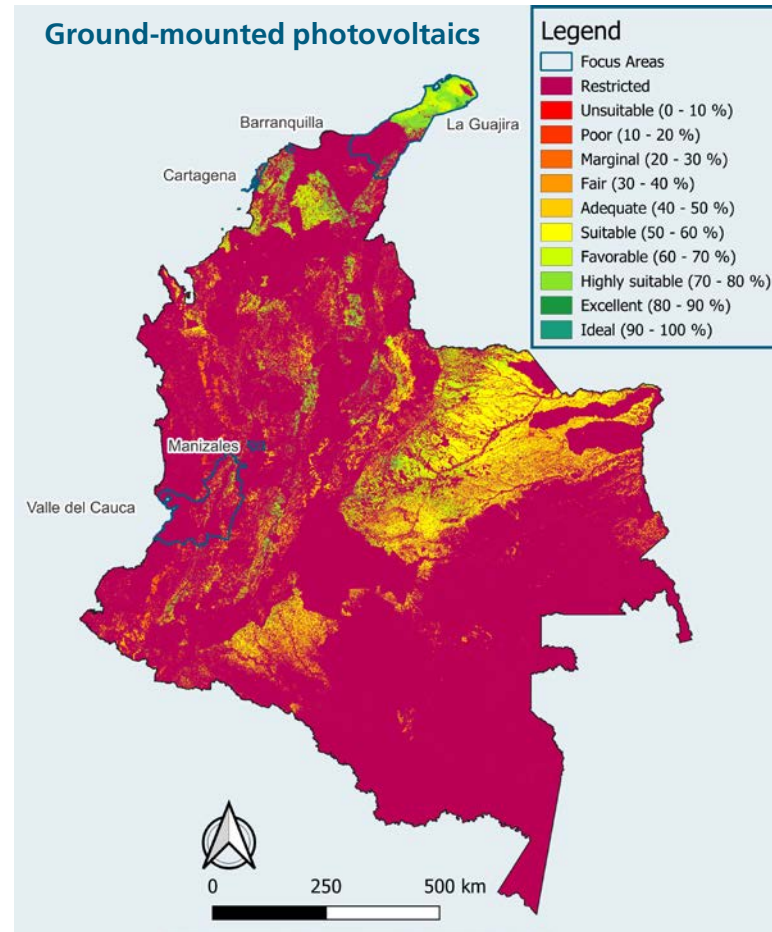 Ground-mounted photovoltaics
Legend
Focus Areas
Restricted
Unsuitable (0 - 10 %)
Poor (10 - 20 %)
Marginal (20 - 30 %)
Fair (30 - 40 %)
Adequate (40 - 50 %)
Suitable (50 - 60 %)
Favorable (60 - 70 %)
Highly suitable (70 - 80 %)
Excellent (80 - 90 %)
Ideal (90 - 100 %)
Barranquilla
La Guajira
Cartagena
Manizales
Valle del Cauca
0 250 500 km